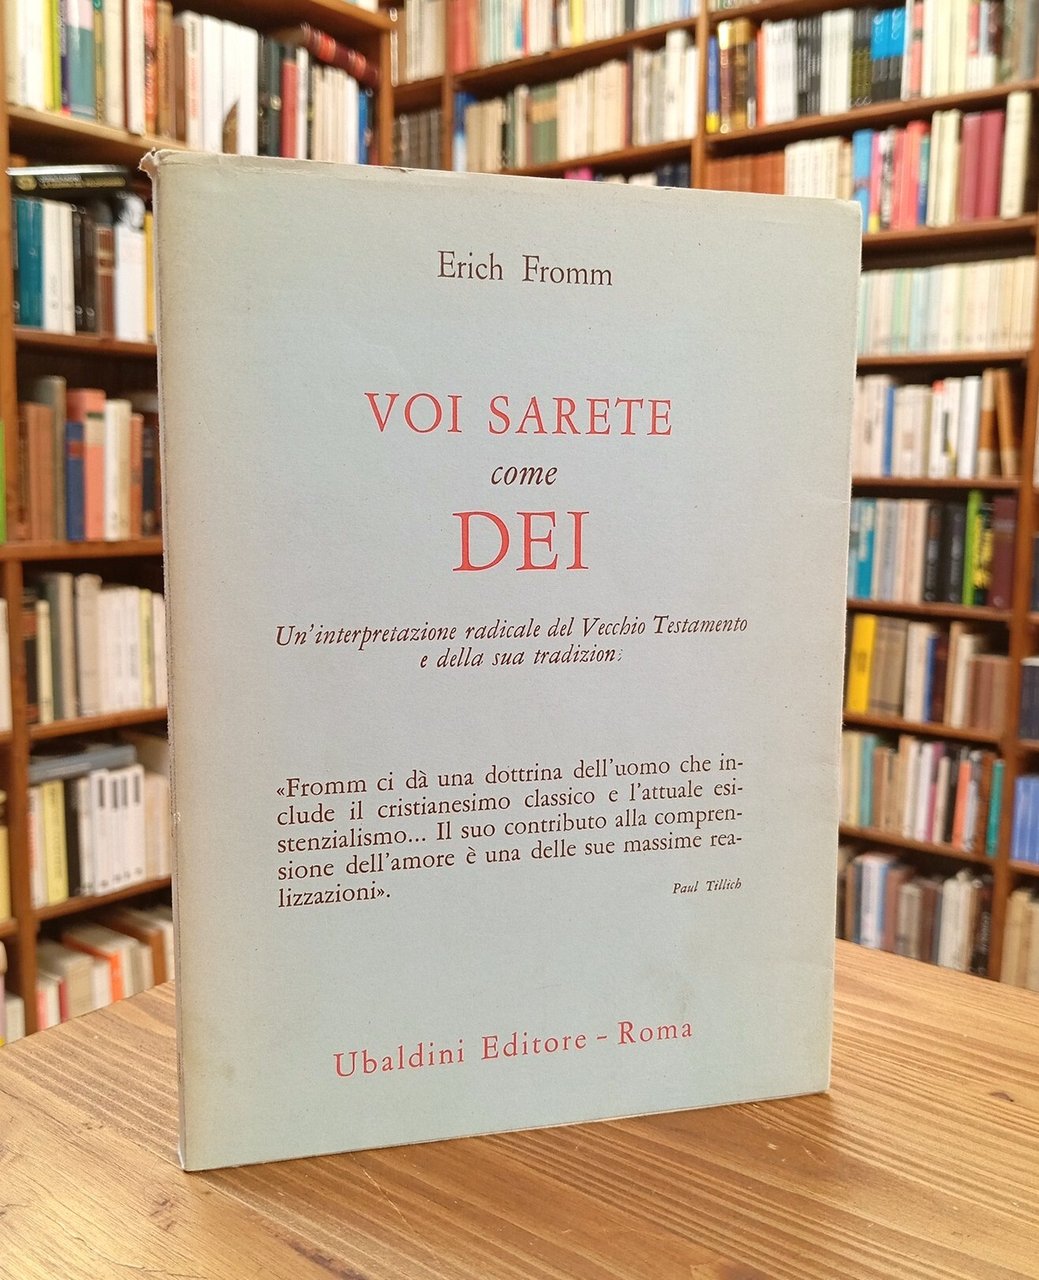 Erich Fromm
VOI SARETE
come
DEI
Un'interpretazione radicale del Vecchio Testamento
e della sua tradizion:
«Fromm ci dà una dottrina dell'uomo che in-
clude il cristianesimo classico e l'attuale esi-
stenzialismo... Il suo contributo alla compren-
sione dell'amore è una delle sue massime rea-
lizzazioni».
Paul Tillich
Ubaldini Editore - Roma